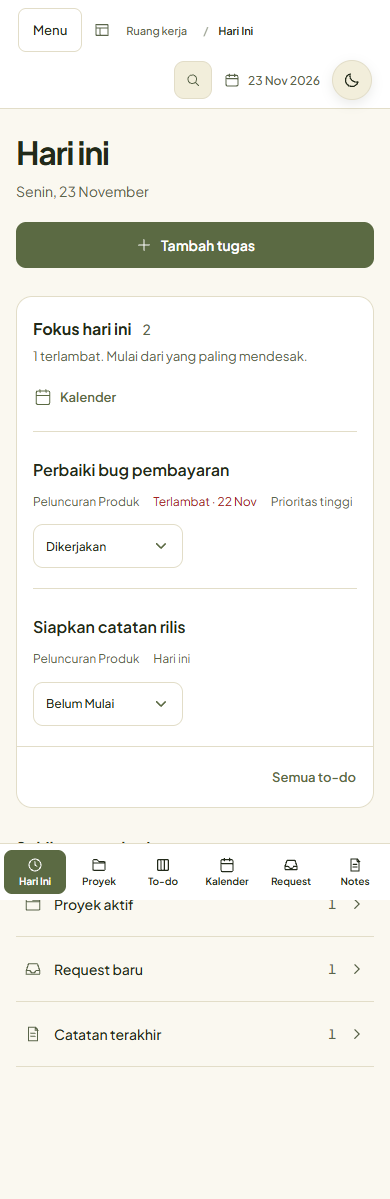 Menu
Ruang kerja / Hari Ini
23 Nov 2026
Hari ini
Senin, 23 November
Tambah tugas
Fokus hari ini 2
1 terlambat. Mulai dari yang paling mendesak.
Kalender
Perbaiki bug pembayaran
Peluncuran Produk Terlambat · 22 Nov Prioritas tinggi
Dikerjakan
Siapkan catatan rilis
Peluncuran Produk Hari ini
Belum Mulai
Semua to-do
Hari Ini Proyek To-do Kalender Request Notes
Proyek aktif 1
Request baru 1
Catatan terakhir 1